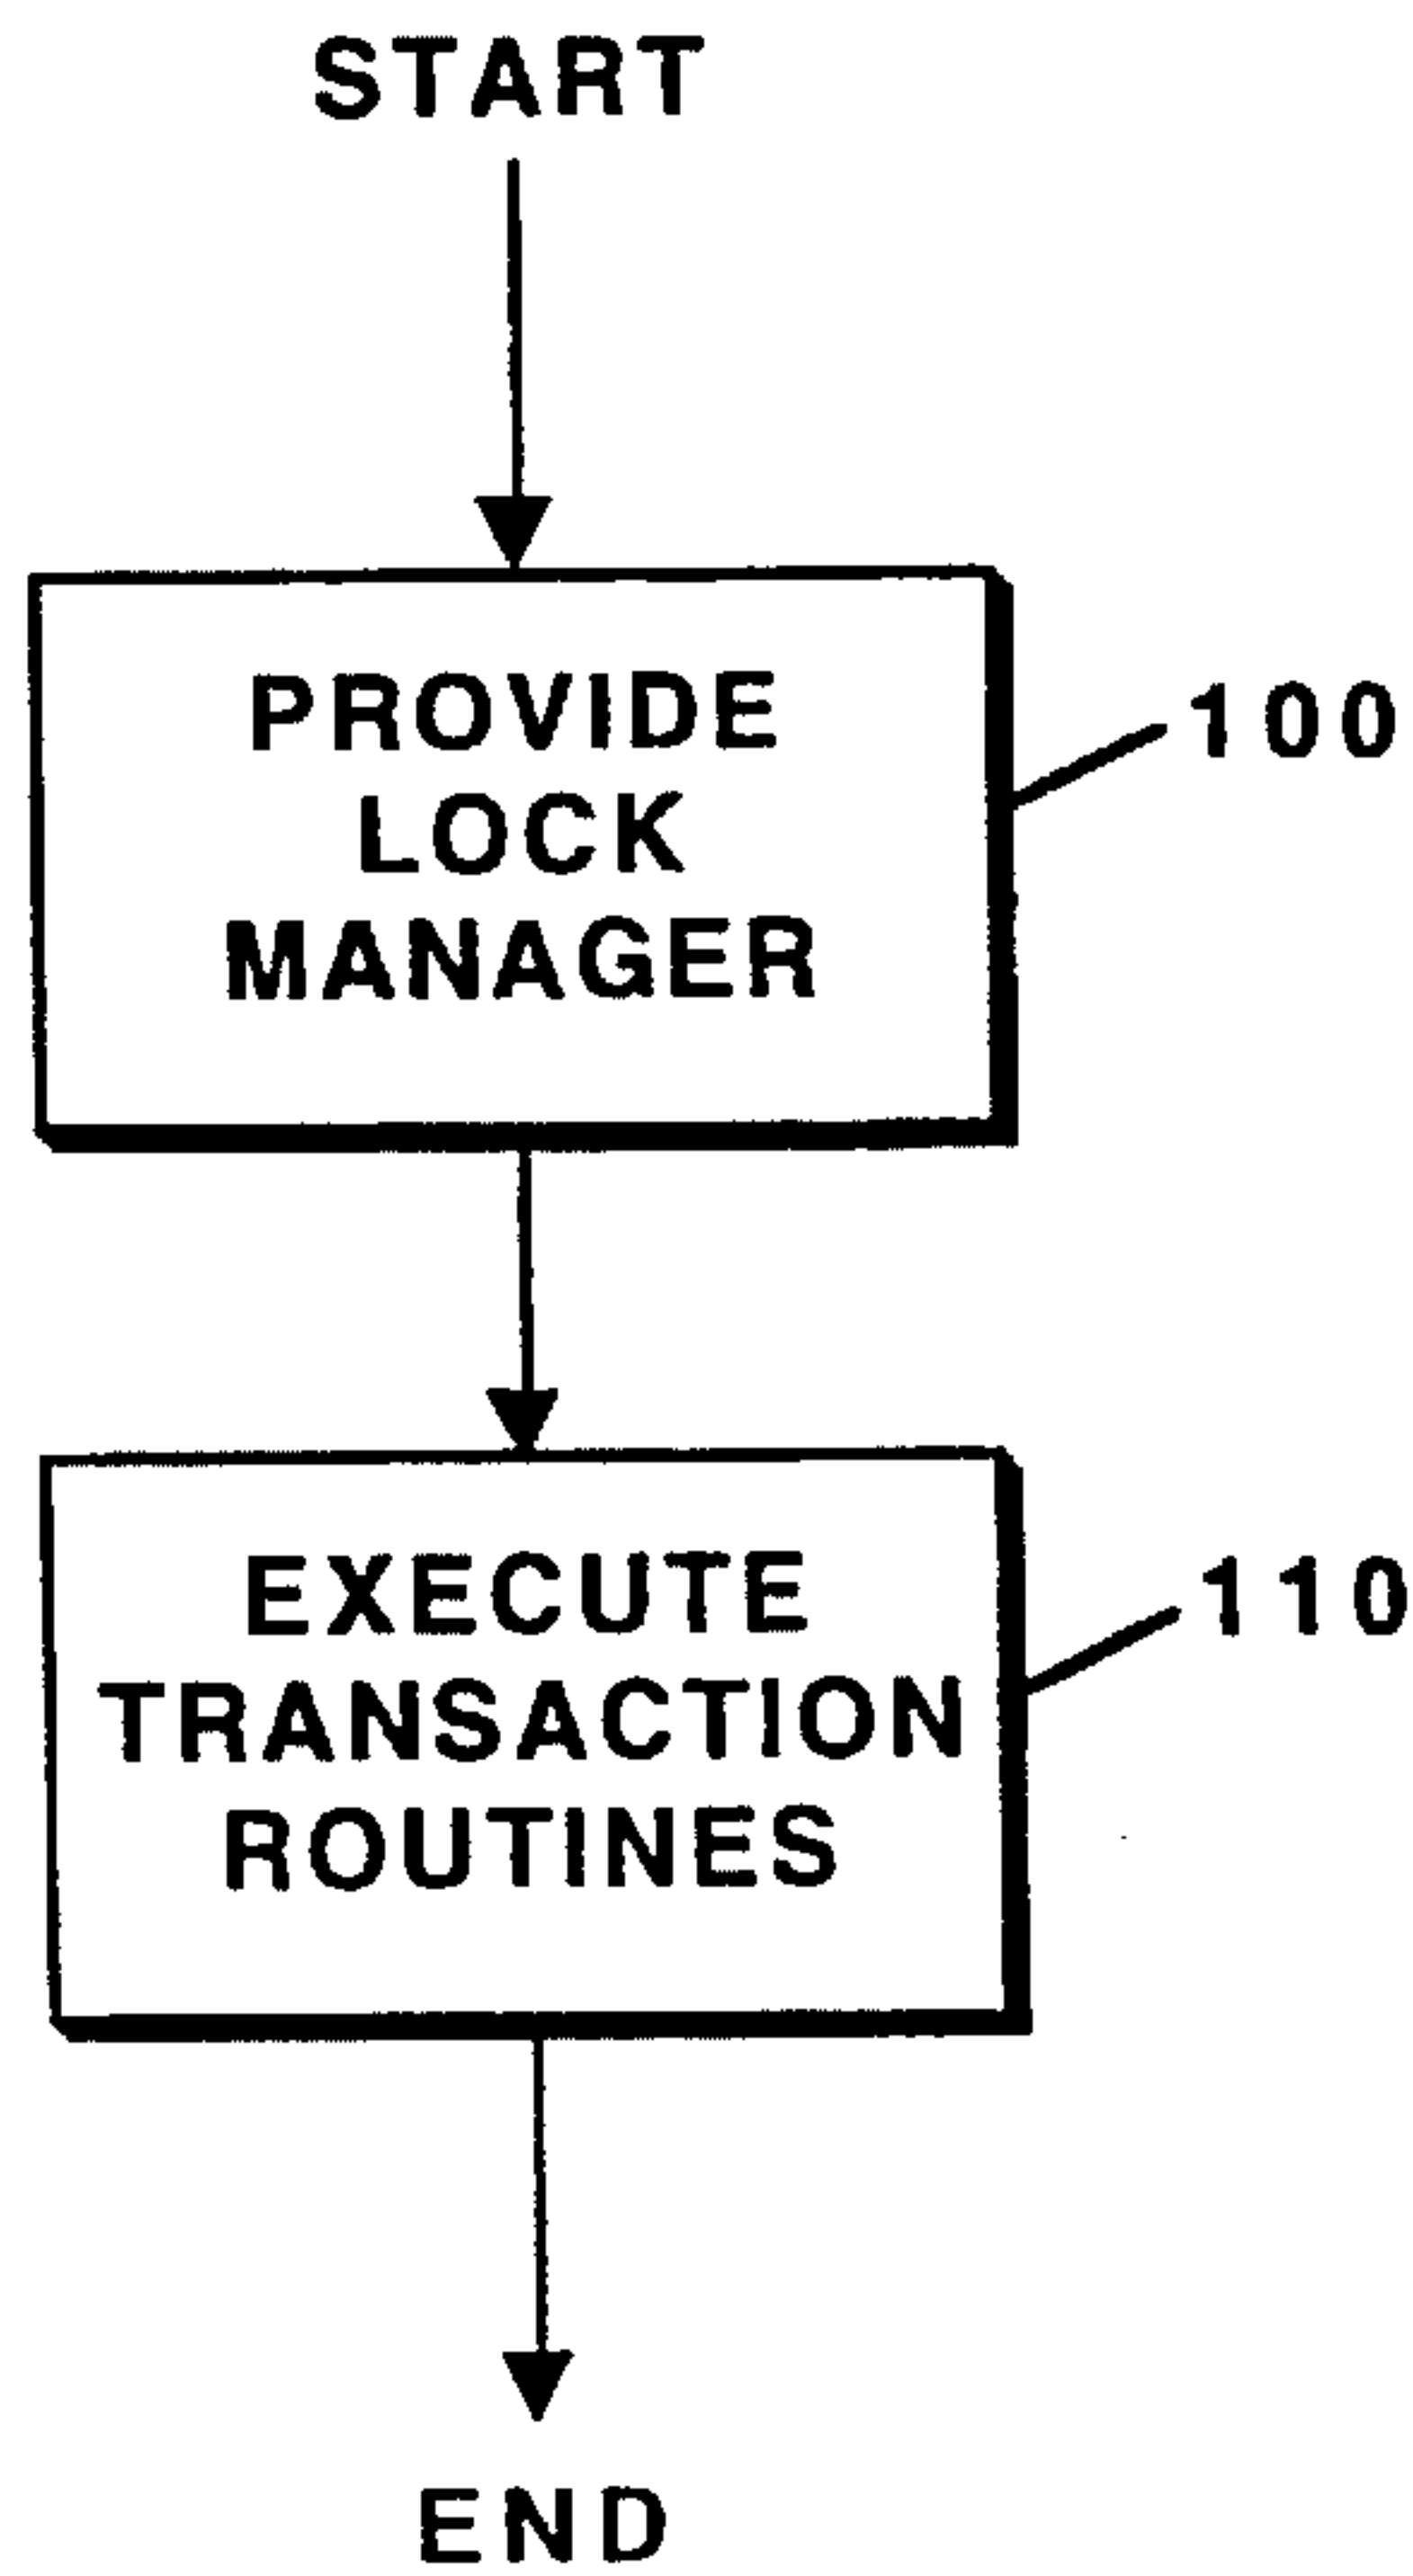 START
PROVIDE
LOCK
MANAGER
100
EXECUTE
TRANSACTION
ROUTINES
110
END